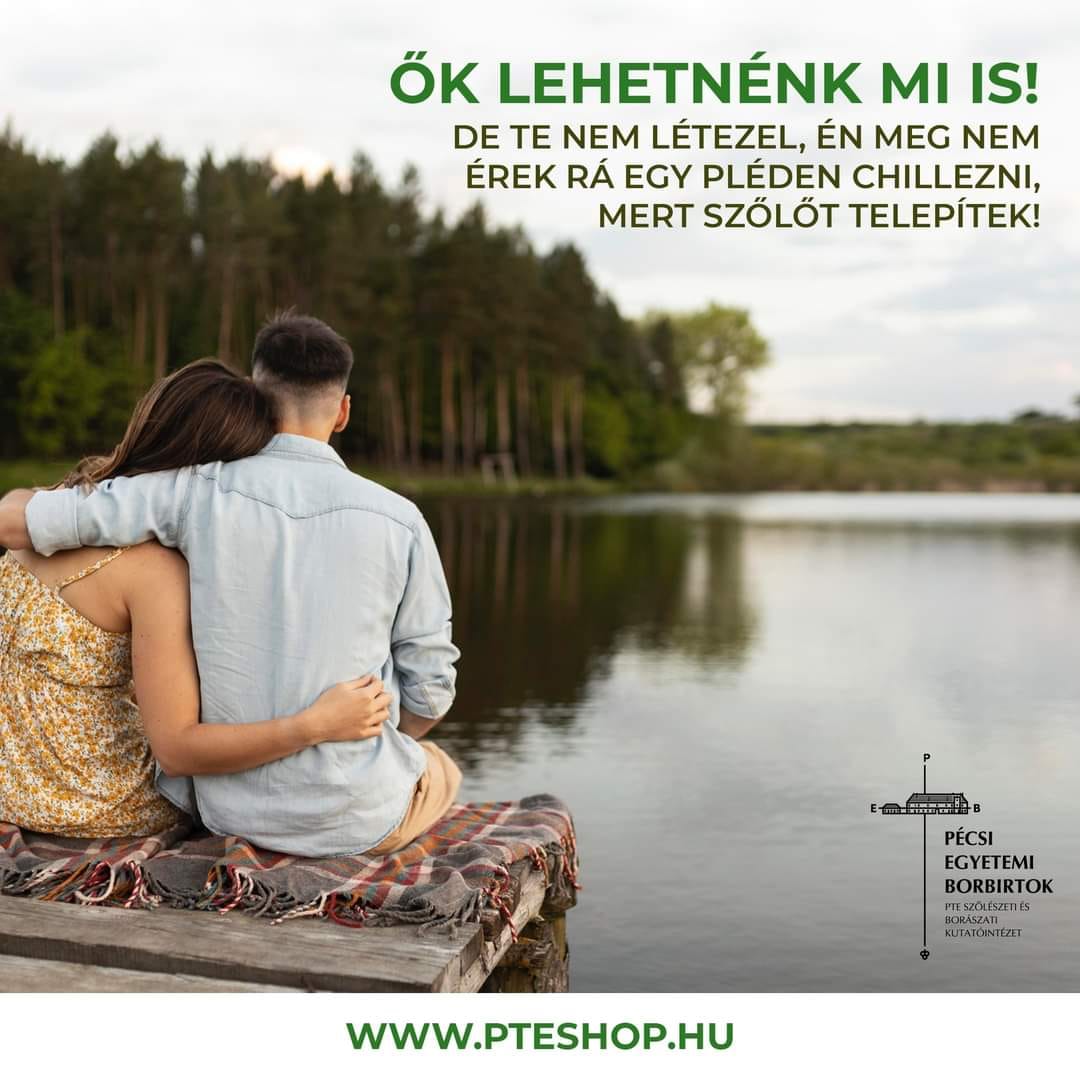 ŐK LEHETNÉNK MI IS!
DE TE NEM LÉTEZEL, ÉN MEG NEM
ÉREK RÁ EGY PLÉDEN CHILLEZNI,
MERT SZŐLŐT TELEPÍTEK!
P
E B
PÉCSI
EGYETEMI
BORBIRTOK
PTE SZŐLÉSZETI ÉS
BORÁSZATI
KUTATÓINTÉZET
WWW.PTESHOP.HU